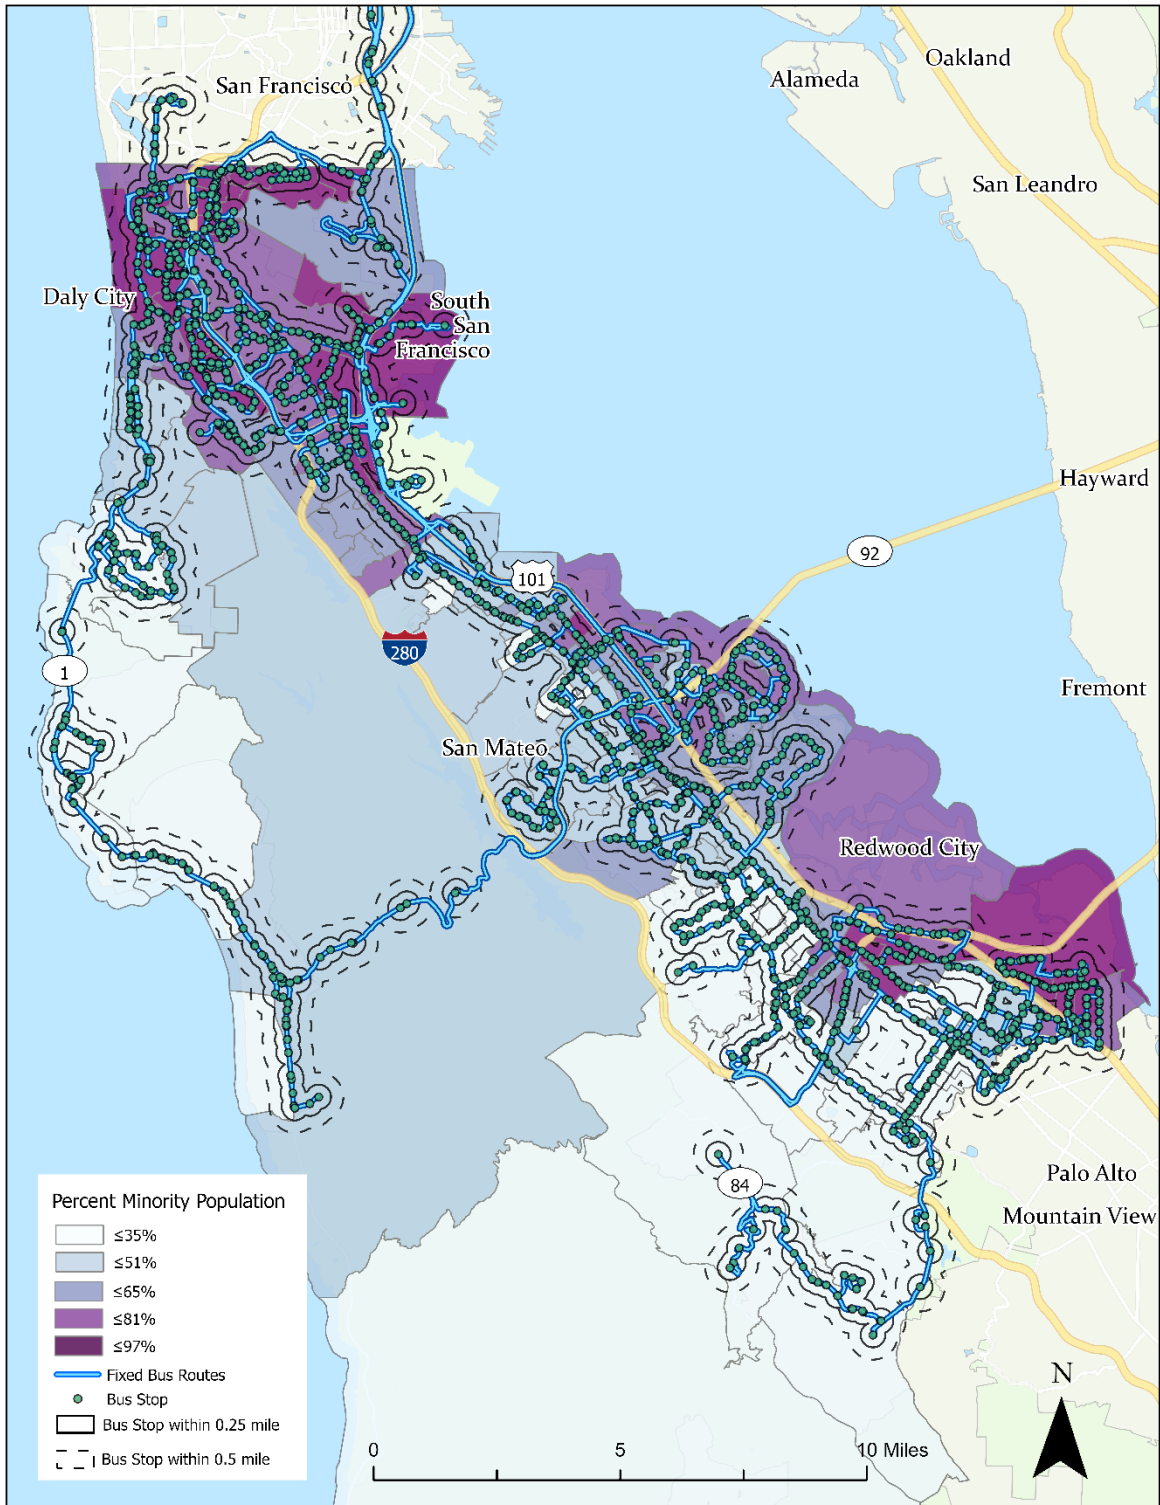 San Francisco
Oakland
Alameda
San Leandro
Daly City
South
San
Francisco
Hayward
92
101
280
1
Fremont
San Mateo
Redwood City
84
Palo Alto
Mountain View
Percent Minority Population
≤35%
≤51%
≤65%
≤81%
≤97%
Fixed Bus Routes
Bus Stop
Bus Stop within 0.25 mile
Bus Stop within 0.5 mile
N
0 5 10 Miles